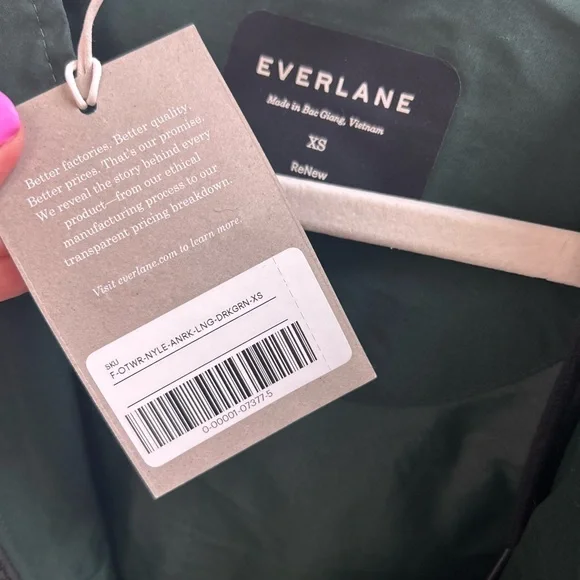 Better factories. Better quality.
Better prices. That's our promise.
We reveal the story behind every
product—from our ethical
manufacturing process to our
transparent pricing breakdown.
Visit everlane.com to learn more.
SKU
F-OTWR-NYLE-ANRK-LNG-DRKGRN-XS
0-00001-07377-5
EVERLANE
Made in Bac Giang, Vietnam
XS
ReNew